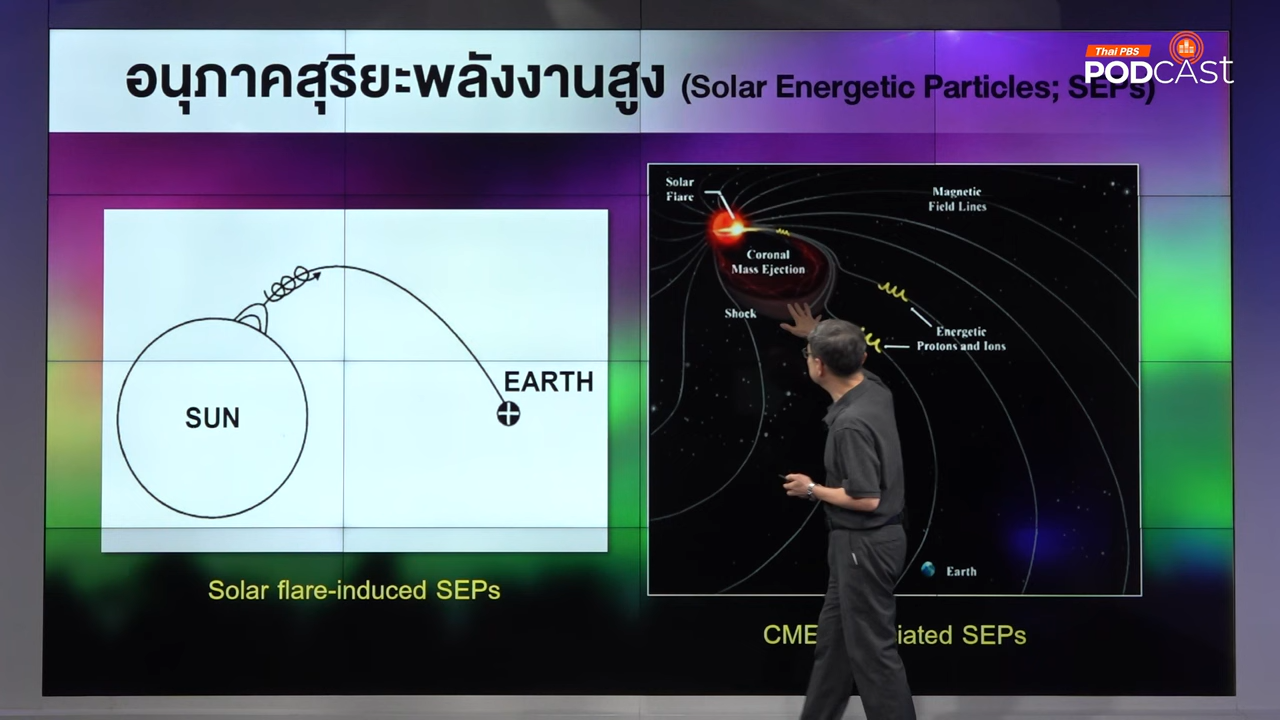 อนุภาคสุริยะพลังงานสูง (Solar Energetic Particles; SEPs)
Thai PBS
PODCAST
SUN
EARTH
Solar flare-induced SEPs
Solar
Flare
Magnetic
Field Lines
Coronal
Mass Ejection
Shock
Energetic
Protons and Ions
Earth
CME
iated SEPs